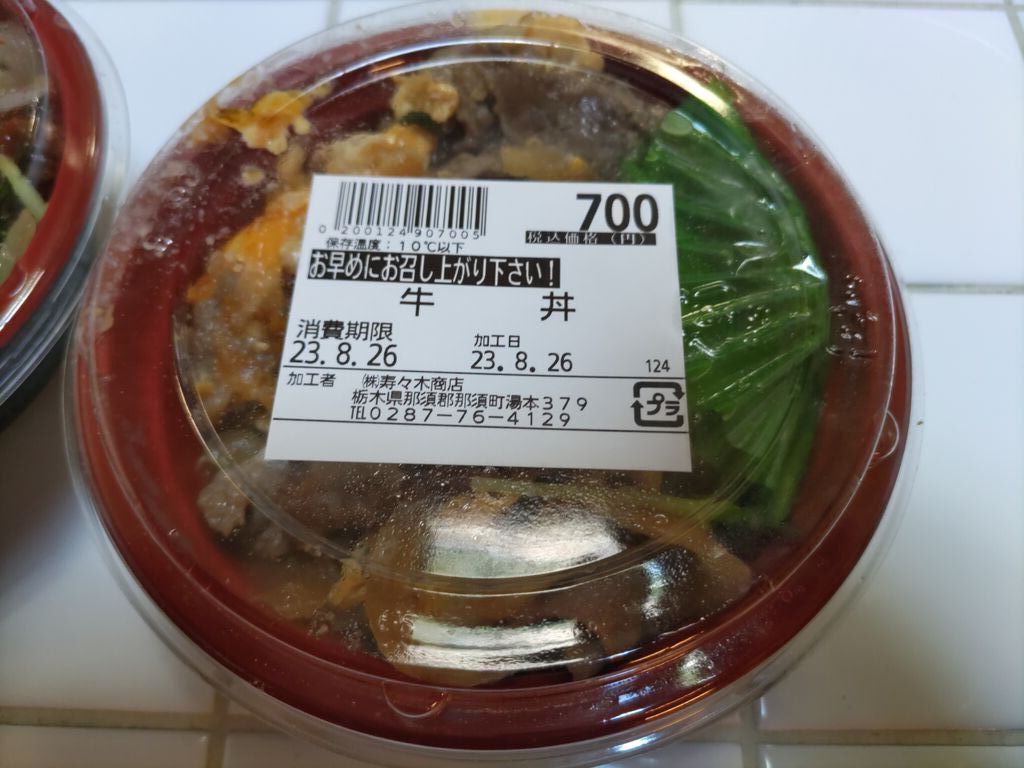 700
0200124907005
税込価格(円)
保存温度:10℃以下
お早めにお召し上がり下さい!
牛 丼
消費期限 加工日
23.8.26 23.8.26 124
加工者 ㈱寿々木商店
栃木県那須郡那須町湯本379
TEL0287-76-4129
プラ